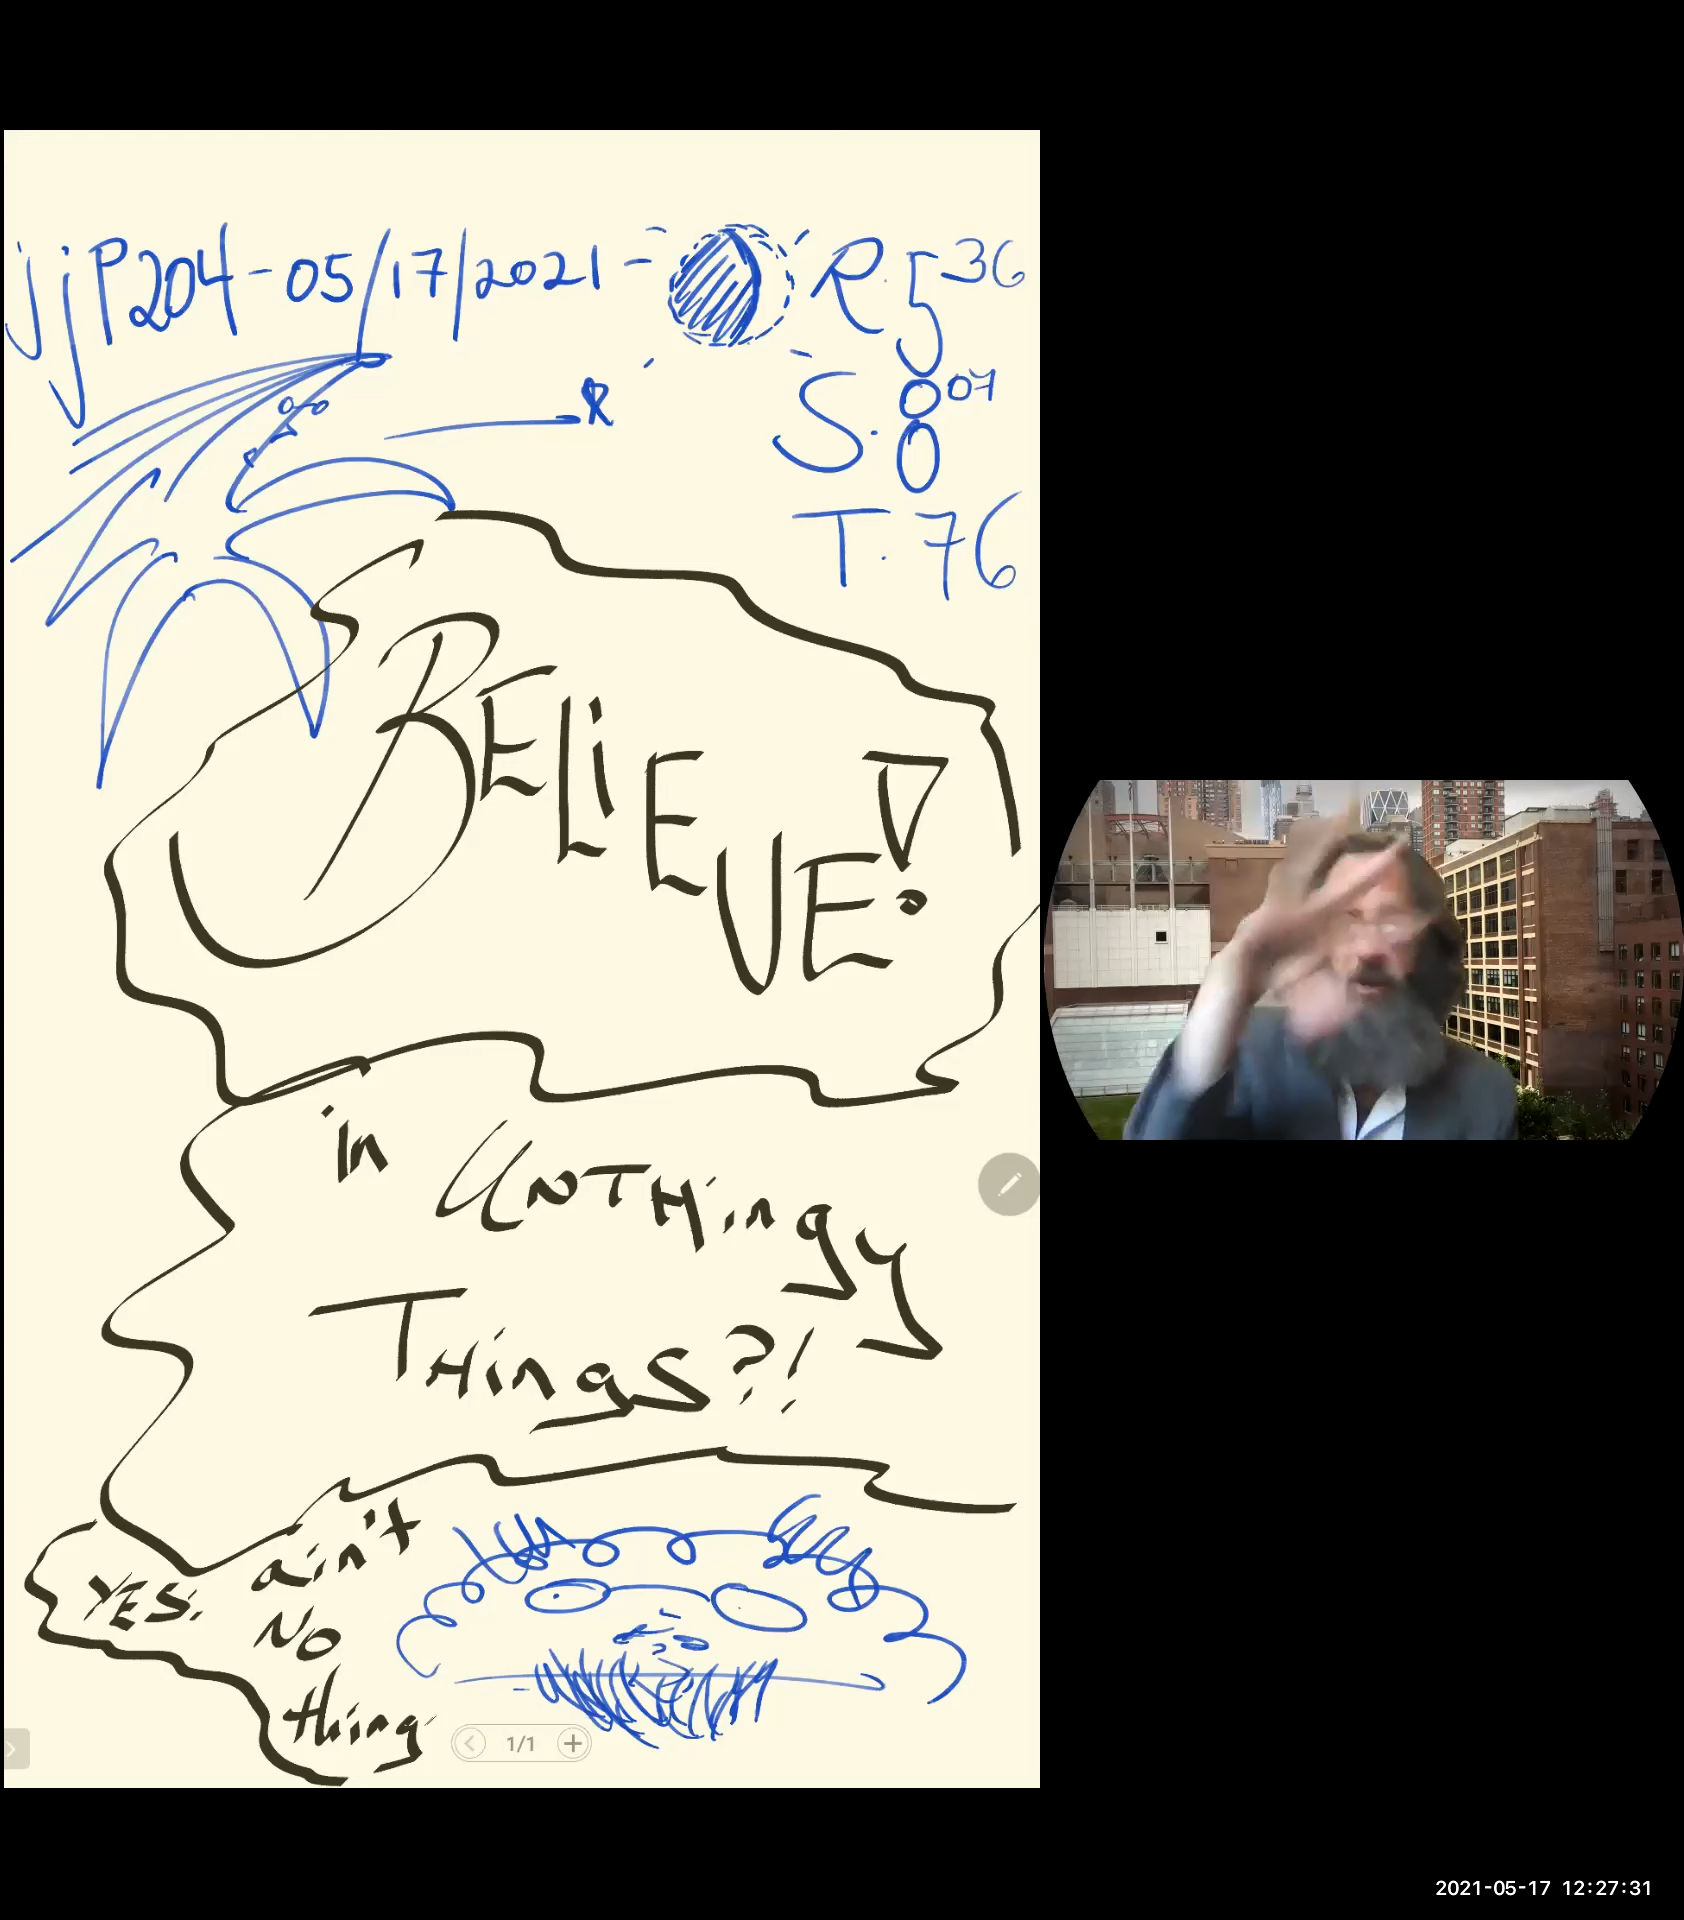 jjP204-05/17/2021-
R. 5 36
S. 8 07
T. 76
BELiEVE!
in UNTHingy
THingS?!
YES. ain't
NO
thing
1/1
2021-05-17 12:27:31